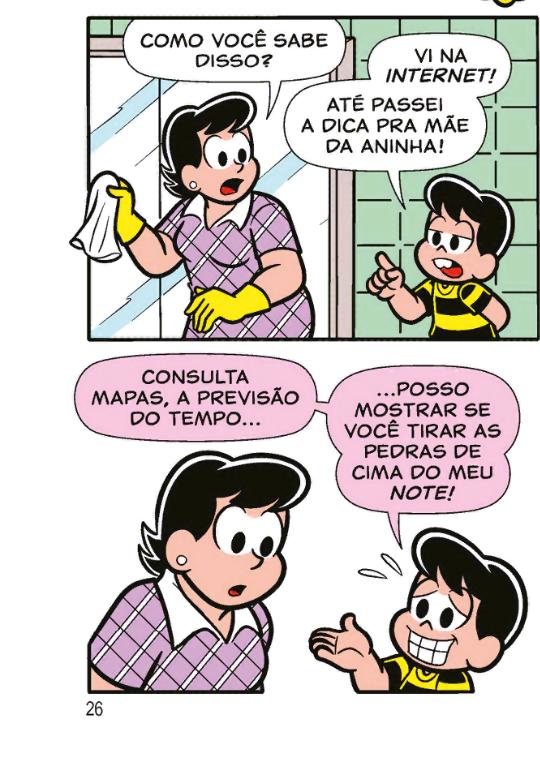 COMO VOCÊ SABE
DISSO?
VI NA
INTERNET!
ATÉ PASSEI
A DICA PRA MÃE
DA ANINHA!
CONSULTA
MAPAS, A PREVISÃO
DO TEMPO...
...POSSO
MOSTRAR SE
VOCÊ TIRAR AS
PEDRAS DE
CIMA DO MEU
NOTE!
26